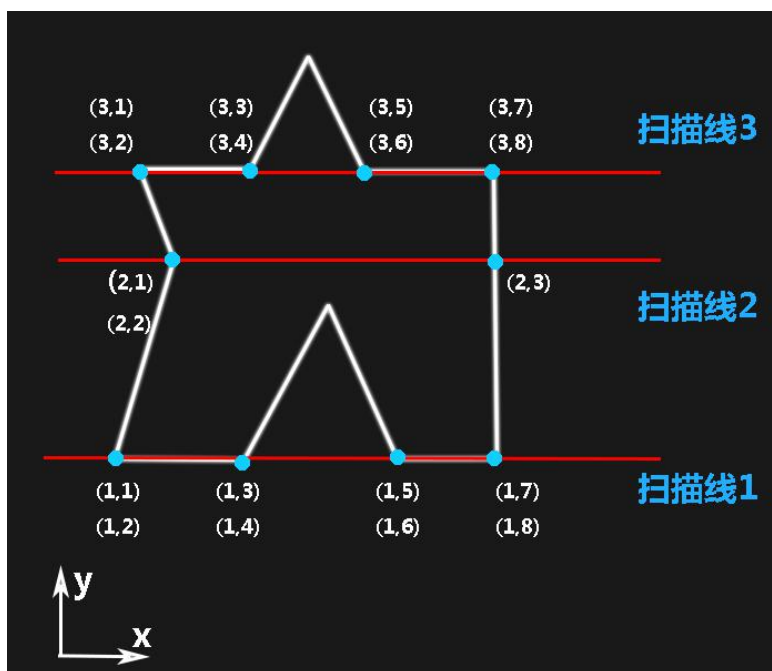 (3,1) (3,3) (3,5) (3,7)
(3,2) (3,4) (3,6) (3,8)
扫描线3
(2,1) (2,3)
(2,2)
扫描线2
(1,1) (1,3) (1,5) (1,7)
扫描线1
(1,2) (1,4) (1,6) (1,8)
y
x